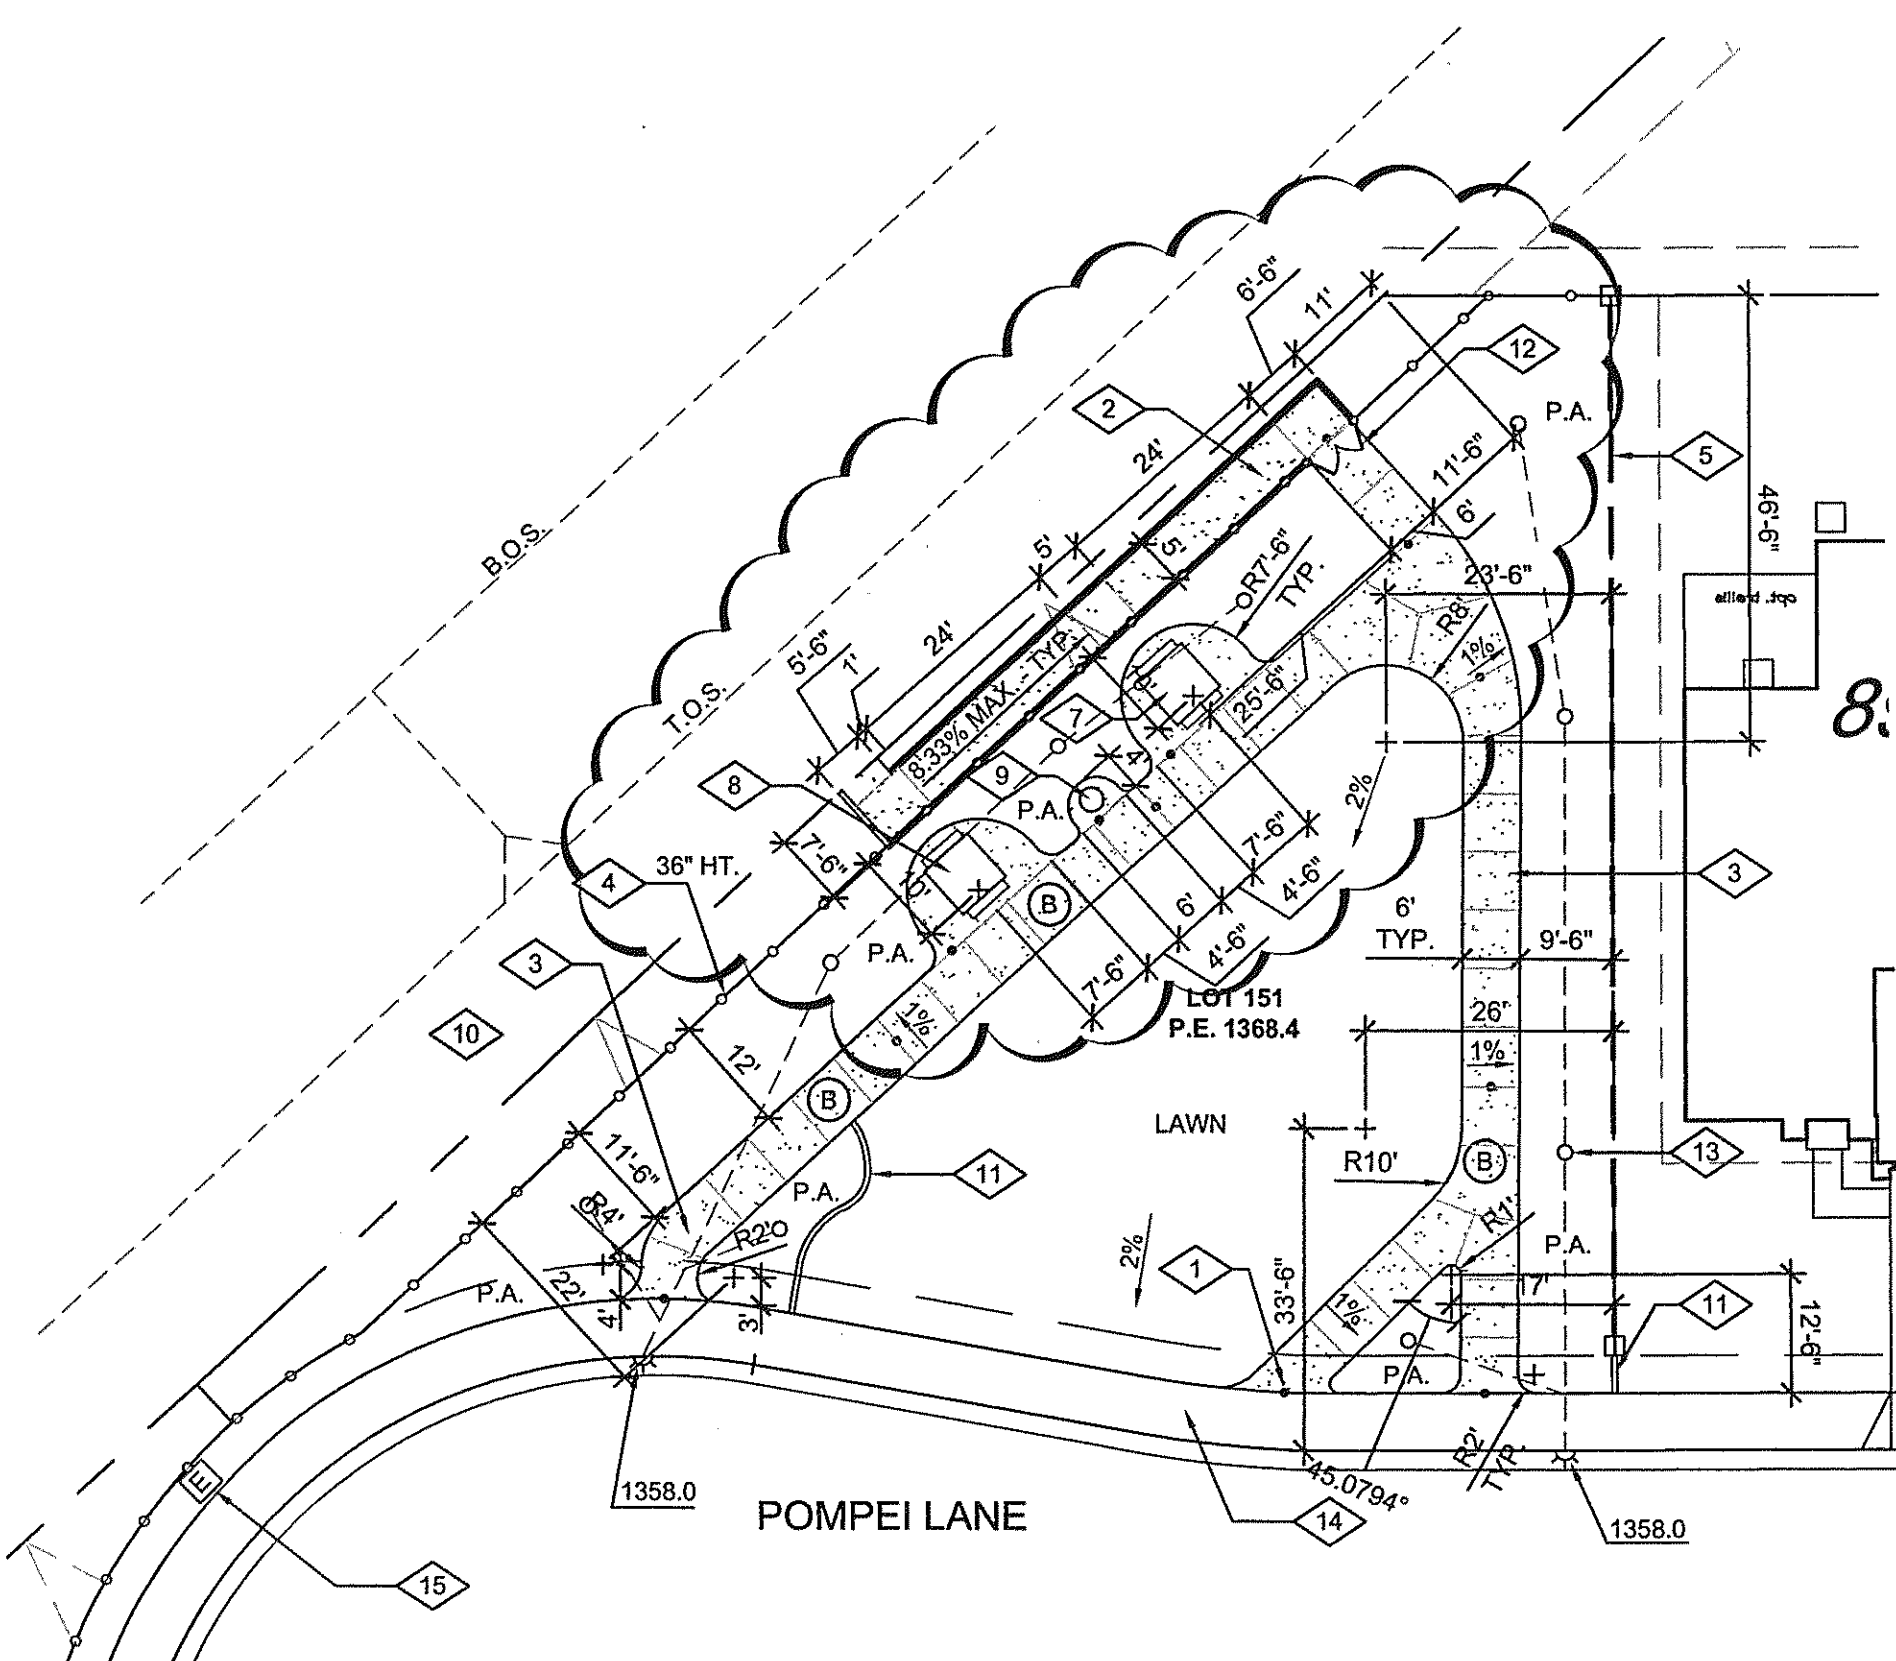 6'-6"
11'
12
2
P.A.
5
24'
11'-6"
46'-6"
6'
B.O.S.
5'
5'
R7'-6"
TYP.
23'-6"
opt. trellis
R8'
1%
24'
5'-6"
1'
T.O.S.
8.33% MAX. - TYP.
10'
25'-6"
7
8
9
4'
P.A.
2%
7'-6"
7'-6"
4'-6"
4
36" HT.
10'
B
6'
4'-6"
3
6'
TYP.
9'-6"
3
P.A.
7'-6"
LOT 151
P.E. 1368.4
10
1%
26'
1%
12'
B
LAWN
11'-6"
11
P.A.
R10'
B
13
R4'
R2'
R1'
P.A.
2%
1
33'-6"
22'
P.A.
4'
3'
17'
11
1%
12'-6"
P.A.
R2'
TYP.
45.0794°
E
1358.0
POMPEI LANE
14
1358.0
15